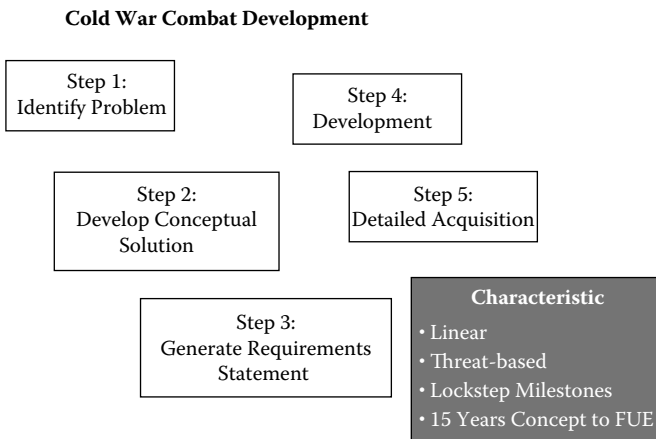 Cold War Combat Development
Step 1:
Identify Problem
Step 2:
Develop Conceptual
Solution
Step 3:
Generate Requirements
Statement
Step 4:
Development
Step 5:
Detailed Acquisition
Characteristic
• Linear
• Threat-based
• Lockstep Milestones
• 15 Years Concept to FUE